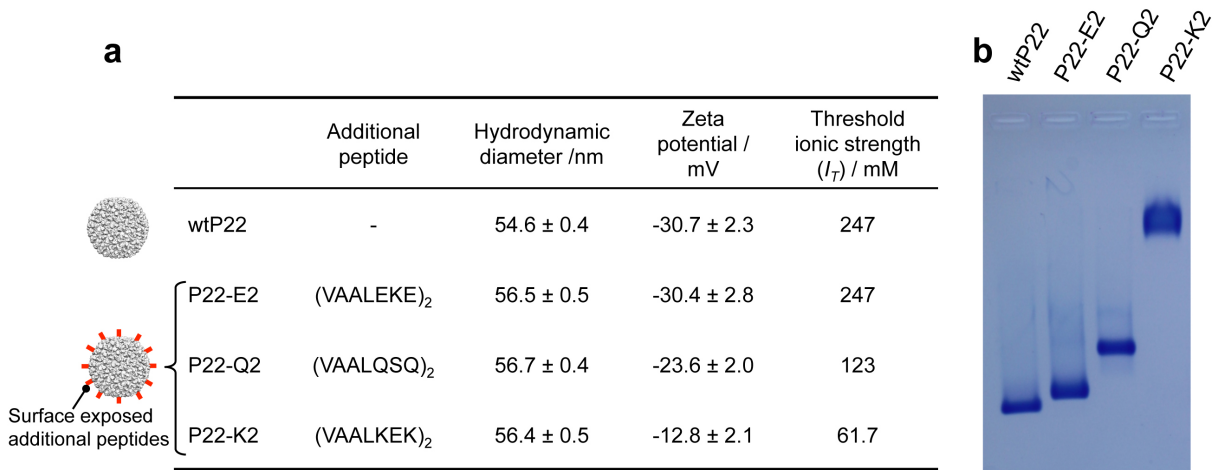 a
Additional
peptide
Hydrodynamic
diameter /nm
Zeta
potential /
mV
Threshold
ionic strength
(I_T) / mM
wtP22 - 54.6 ± 0.4 -30.7 ± 2.3 247
P22-E2 (VAALEKE)₂ 56.5 ± 0.5 -30.4 ± 2.8 247
P22-Q2 (VAALQSQ)₂ 56.7 ± 0.4 -23.6 ± 2.0 123
P22-K2 (VAALKEK)₂ 56.4 ± 0.5 -12.8 ± 2.1 61.7
Surface exposed
additional peptides
b
wtP22
P22-E2
P22-Q2
P22-K2